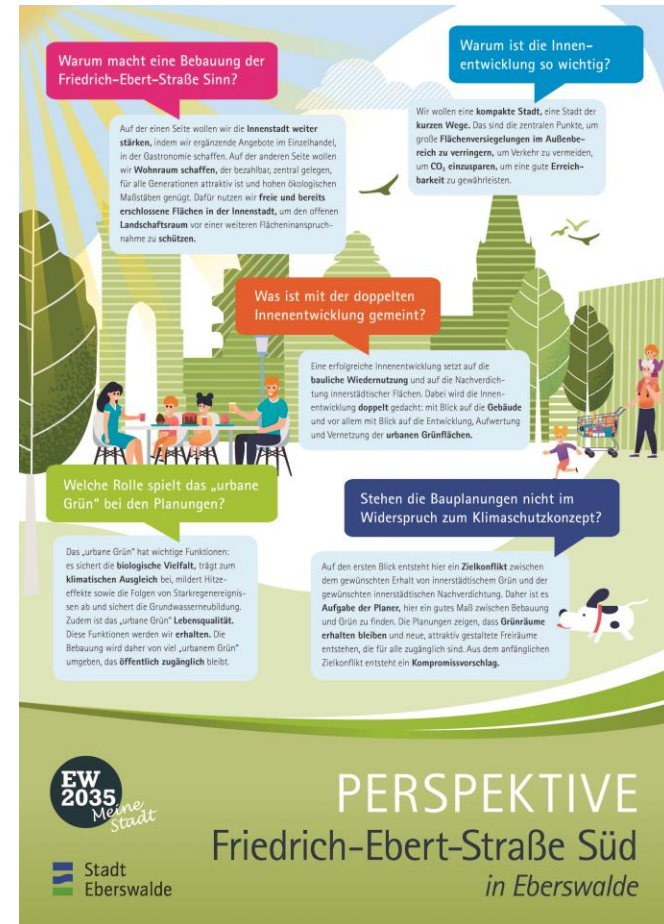 Warum macht eine Bebauung der
Friedrich-Ebert-Straße Sinn?
Auf der einen Seite wollen wir die Innenstadt weiter
stärken, indem wir ergänzende Angebote im Einzelhandel,
in der Gastronomie schaffen. Auf der anderen Seite wollen
wir Wohnraum schaffen, der bezahlbar, zentral gelegen,
für alle Generationen attraktiv ist und hohen ökologischen
Maßstäben genügt. Dafür nutzen wir freie und bereits
erschlossene Flächen in der Innenstadt, um den offenen
Landschaftsraum vor einer weiteren Flächeninanspruch-
nahme zu schützen.
Warum ist die Innen-
entwicklung so wichtig?
Wir wollen eine kompakte Stadt, eine Stadt der
kurzen Wege. Das sind die zentralen Punkte, um
große Flächenversiegelungen im Außenbe-
reich zu verringern, um Verkehr zu vermeiden,
um CO₂ einzusparen, um eine gute Erreich-
barkeit zu gewährleisten.
Was ist mit der doppelten
Innenentwicklung gemeint?
Eine erfolgreiche Innenentwicklung setzt auf die
bauliche Wiedernutzung und auf die Nachverdich-
tung innerstädtischer Flächen. Dabei wird die Innen-
entwicklung doppelt gedacht: mit Blick auf die Gebäude
und vor allem mit Blick auf die Entwicklung, Aufwertung
und Vernetzung der urbanen Grünflächen.
Welche Rolle spielt das „urbane
Grün" bei den Planungen?
Das „urbane Grün" hat wichtige Funktionen:
es sichert die biologische Vielfalt, trägt zum
klimatischen Ausgleich bei, mildert Hitze-
effekte sowie die Folgen von Starkregenereignis-
sen ab und sichert die Grundwasserneubildung.
Zudem ist das „urbane Grün" Lebensqualität.
Diese Funktionen werden wir erhalten. Die
Bebauung wird daher von viel „urbanem Grün"
umgeben, das öffentlich zugänglich bleibt.
Stehen die Bauplanungen nicht im
Widerspruch zum Klimaschutzkonzept?
Auf den ersten Blick entsteht hier ein Zielkonflikt zwischen
dem gewünschten Erhalt von innerstädtischem Grün und der
gewünschten innerstädtischen Nachverdichtung. Daher ist es
Aufgabe der Planer, hier ein gutes Maß zwischen Bebauung
und Grün zu finden. Die Planungen zeigen, dass Grünräume
erhalten bleiben und neue, attraktiv gestaltete Freiräume
entstehen, die für alle zugänglich sind. Aus dem anfänglichen
Zielkonflikt entsteht ein Kompromissvorschlag.
EW
2035
Meine
Stadt
Stadt
Eberswalde
PERSPEKTIVE
Friedrich-Ebert-Straße Süd
in Eberswalde